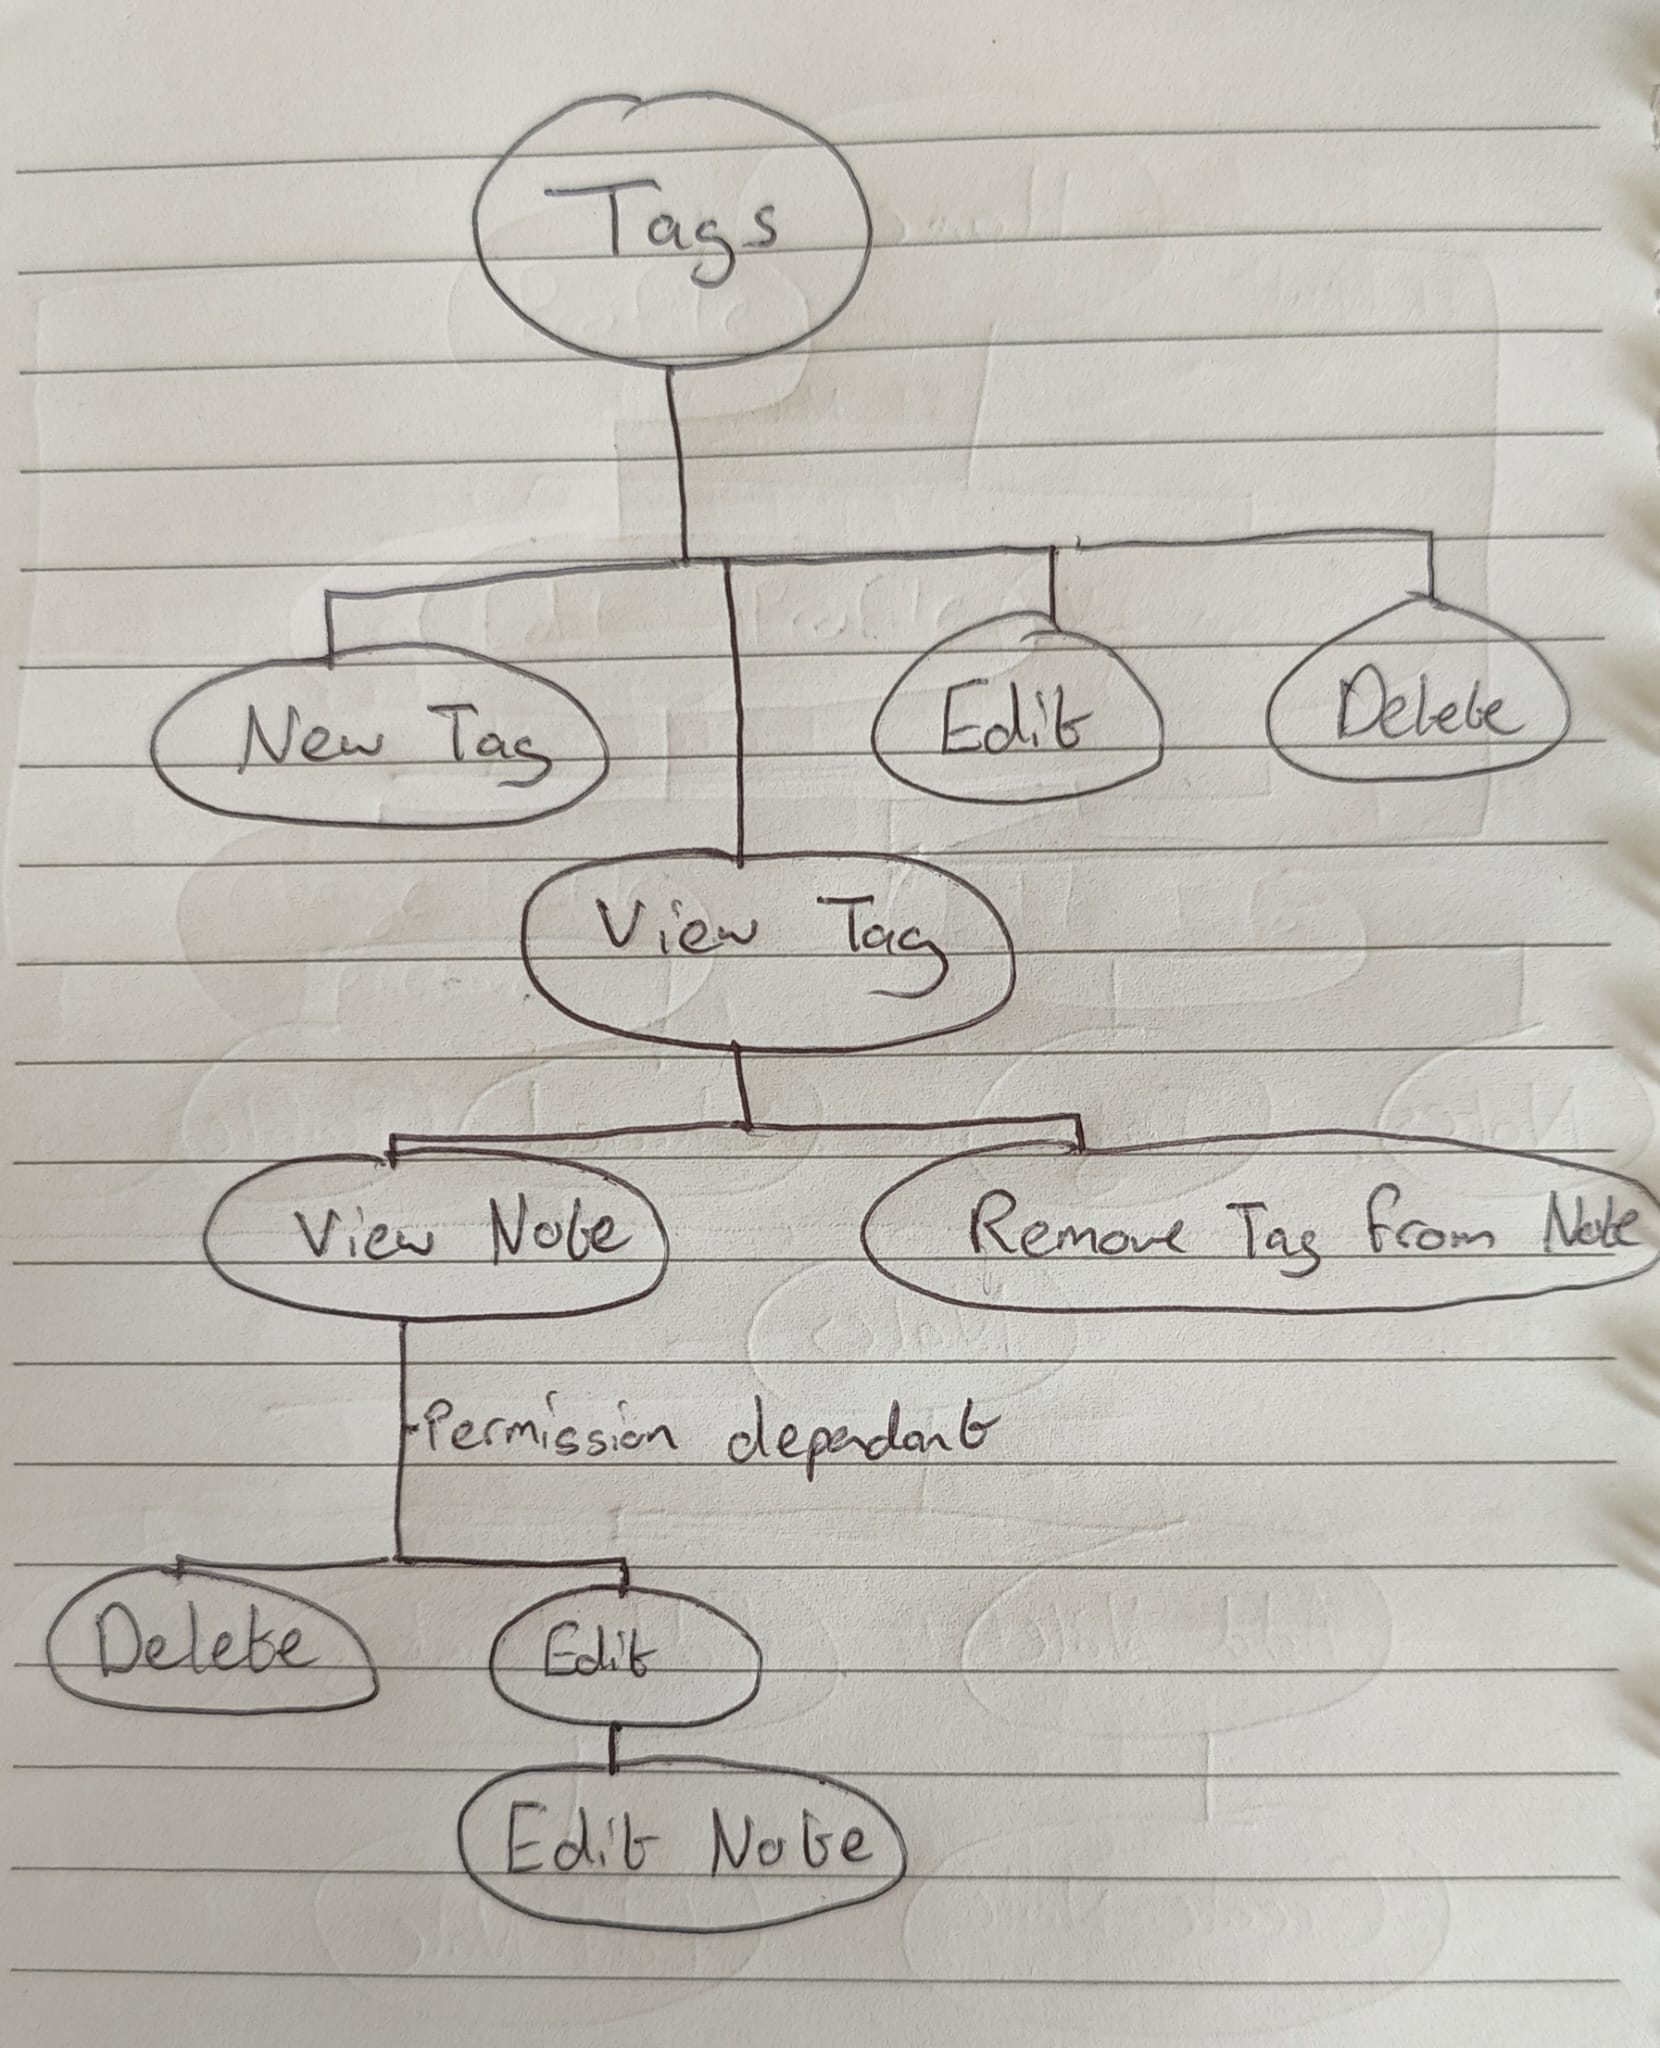 Tags
New Tag
Edit
Delete
View Tag
View Note
Remove Tag from Note
Permission dependant
Delete
Edit
Edit Note